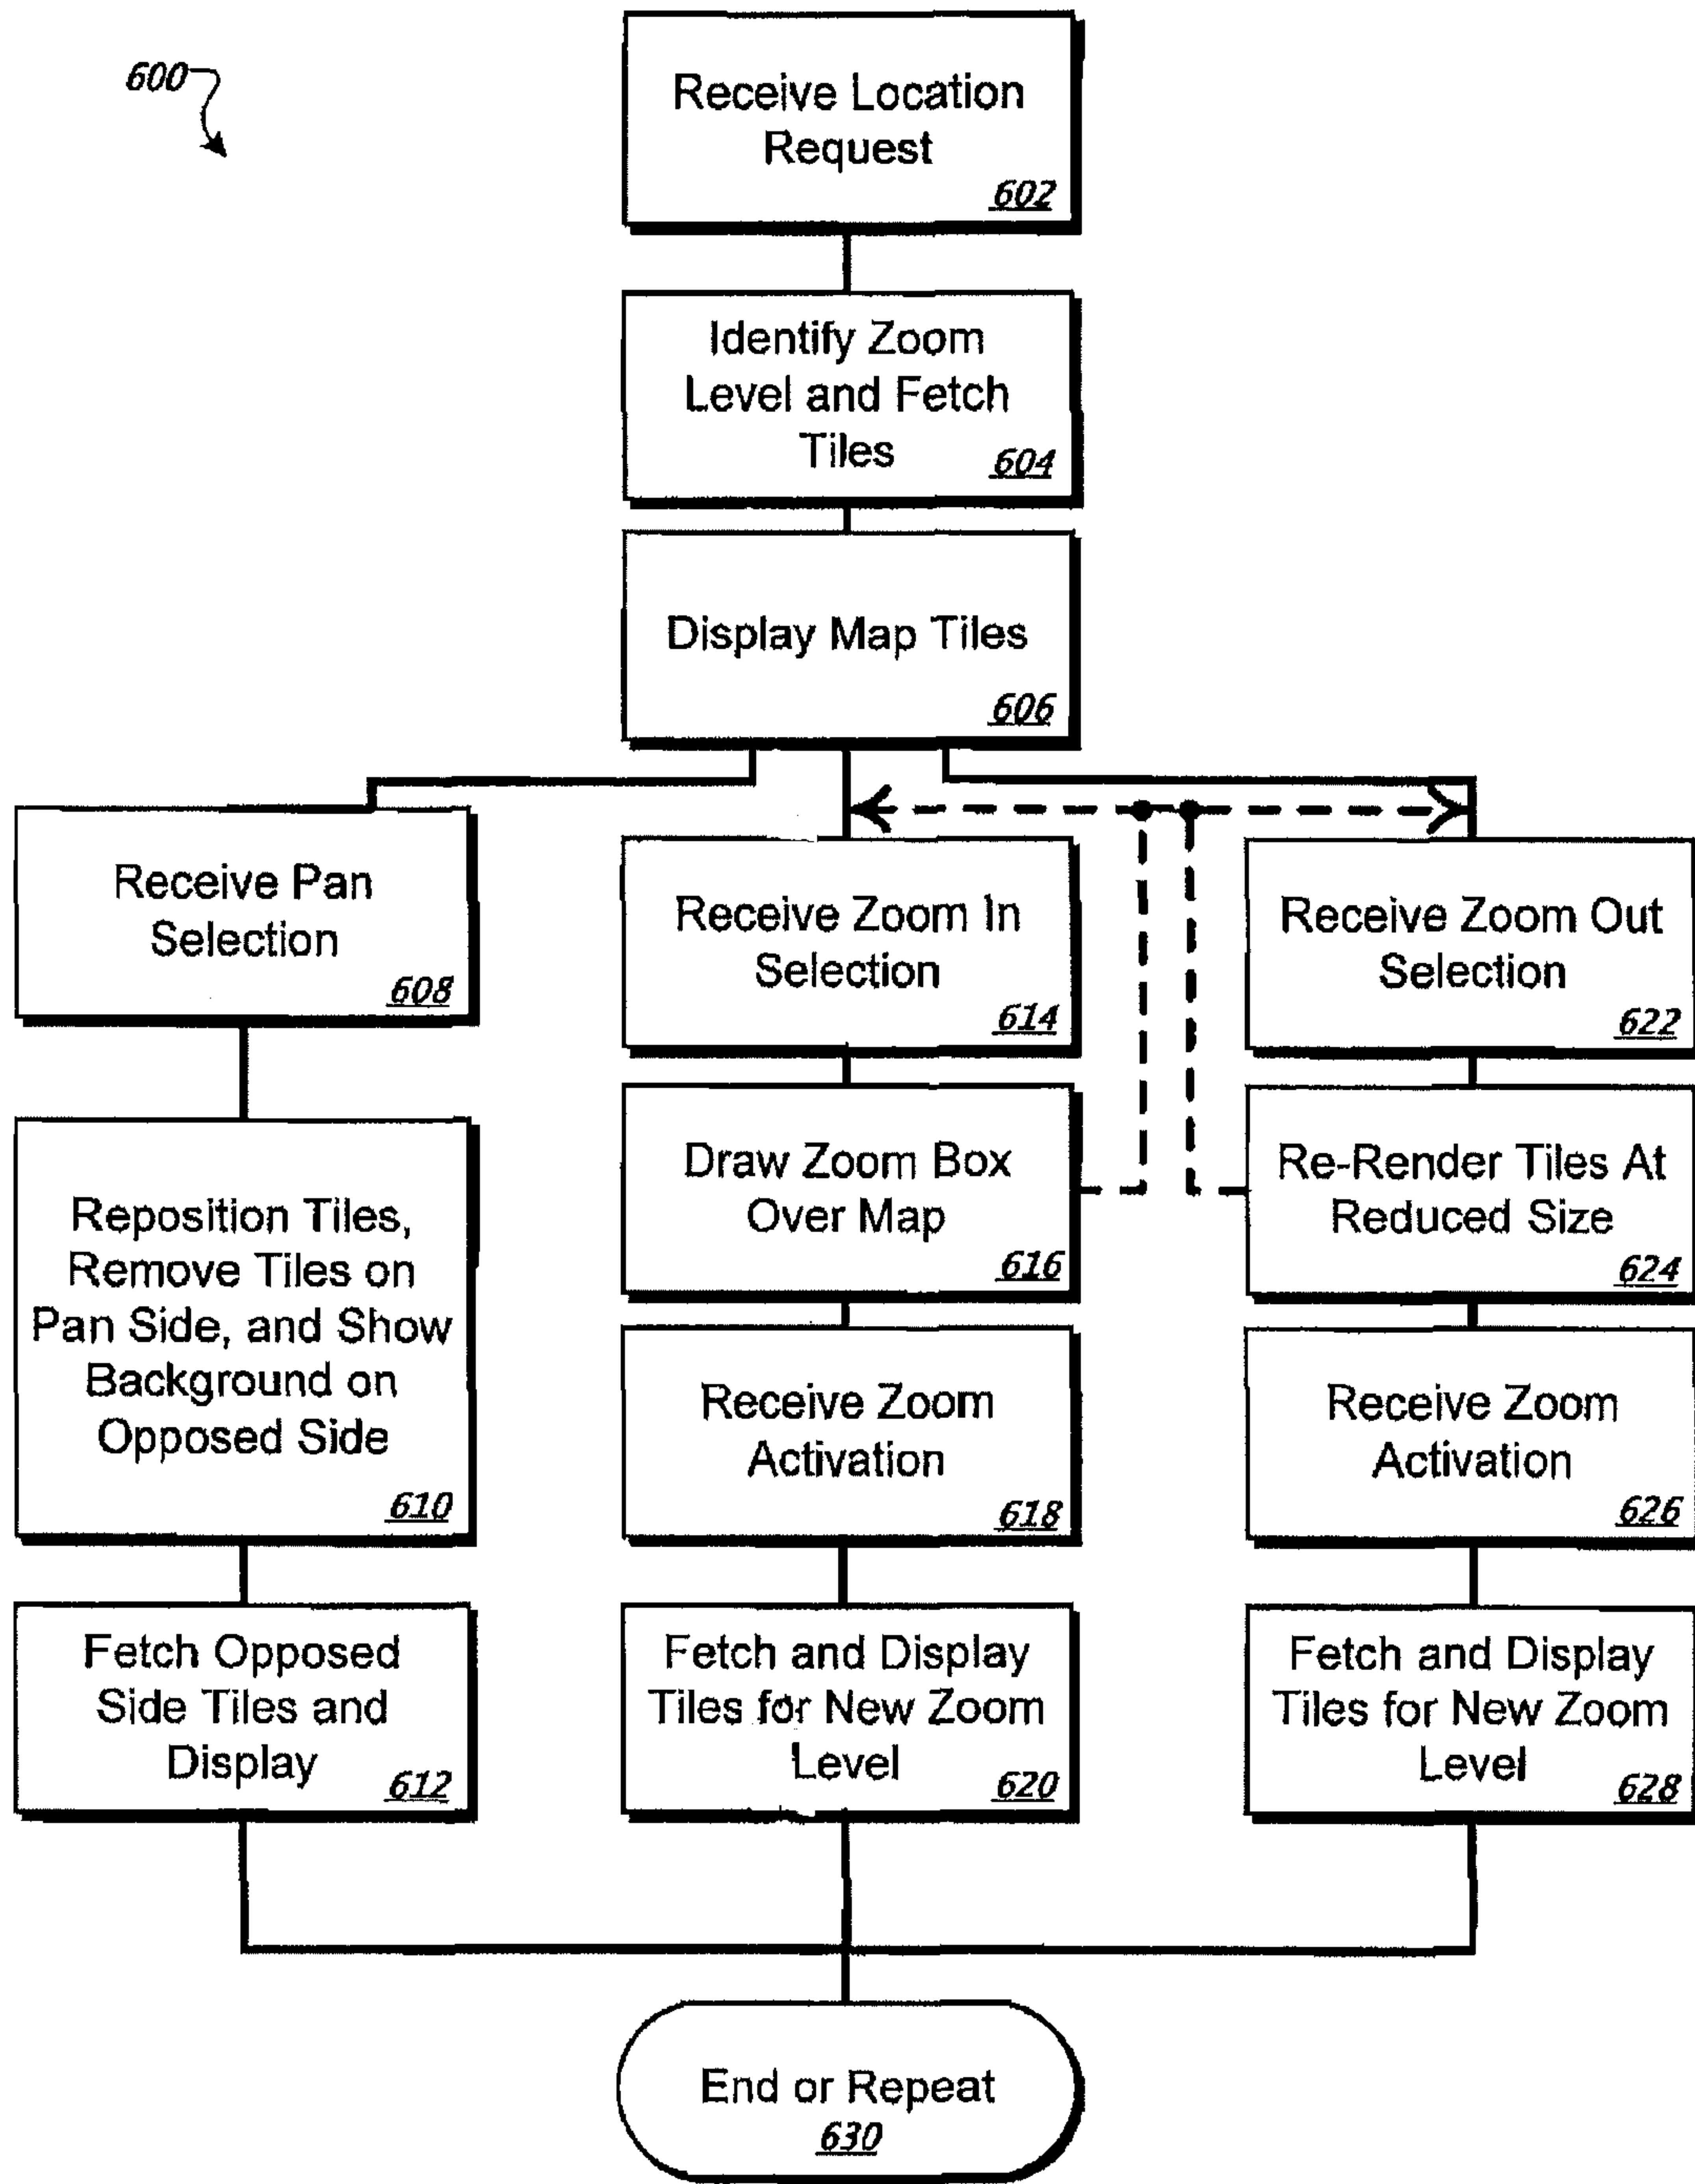 600
Receive Location
Request
602
Identify Zoom
Level and Fetch
Tiles
604
Display Map Tiles
606
Receive Pan
Selection
608
Reposition Tiles,
Remove Tiles on
Pan Side, and Show
Background on
Opposed Side
610
Fetch Opposed
Side Tiles and
Display
612
Receive Zoom In
Selection
614
Draw Zoom Box
Over Map
616
Receive Zoom
Activation
618
Fetch and Display
Tiles for New Zoom
Level
620
Receive Zoom Out
Selection
622
Re-Render Tiles At
Reduced Size
624
Receive Zoom
Activation
626
Fetch and Display
Tiles for New Zoom
Level
628
End or Repeat
630